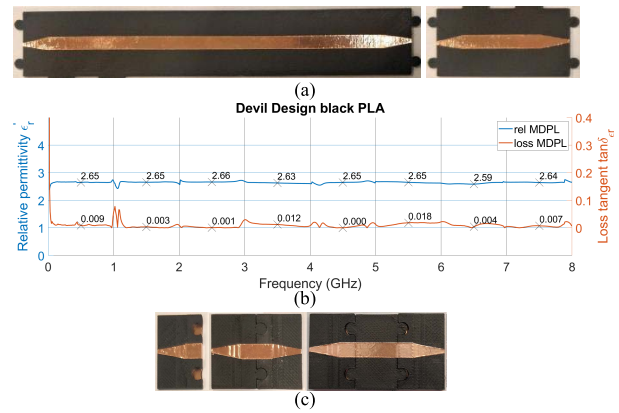 (a)
Devil Design black PLA
Relative permittivity ϵ'r
5
4
3
2
1
0
rel MDPL
loss MDPL
2.65 2.65 2.66 2.63 2.65 2.65 2.59 2.64
0.009 0.003 0.001 0.012 0.000 0.018 0.004 0.007
0.4
0.3
0.2
0.1
0
Loss tangent tanδϵr
0 1 2 3 4 5 6 7 8
Frequency (GHz)
(b)
(c)